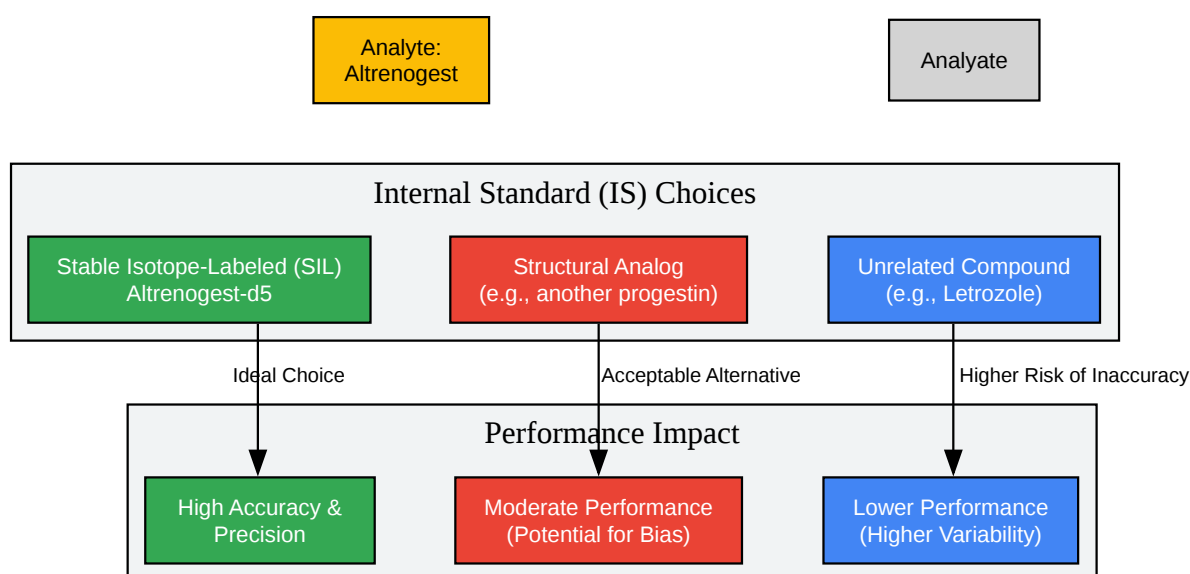 Analyte:
Altrenogest
Analyate
Internal Standard (IS) Choices
Stable Isotope-Labeled (SIL)
Altrenogest-d5
Structural Analog
(e.g., another progestin)
Unrelated Compound
(e.g., Letrozole)
Ideal Choice
Acceptable Alternative
Higher Risk of Inaccuracy
Performance Impact
High Accuracy &
Precision
Moderate Performance
(Potential for Bias)
Lower Performance
(Higher Variability)